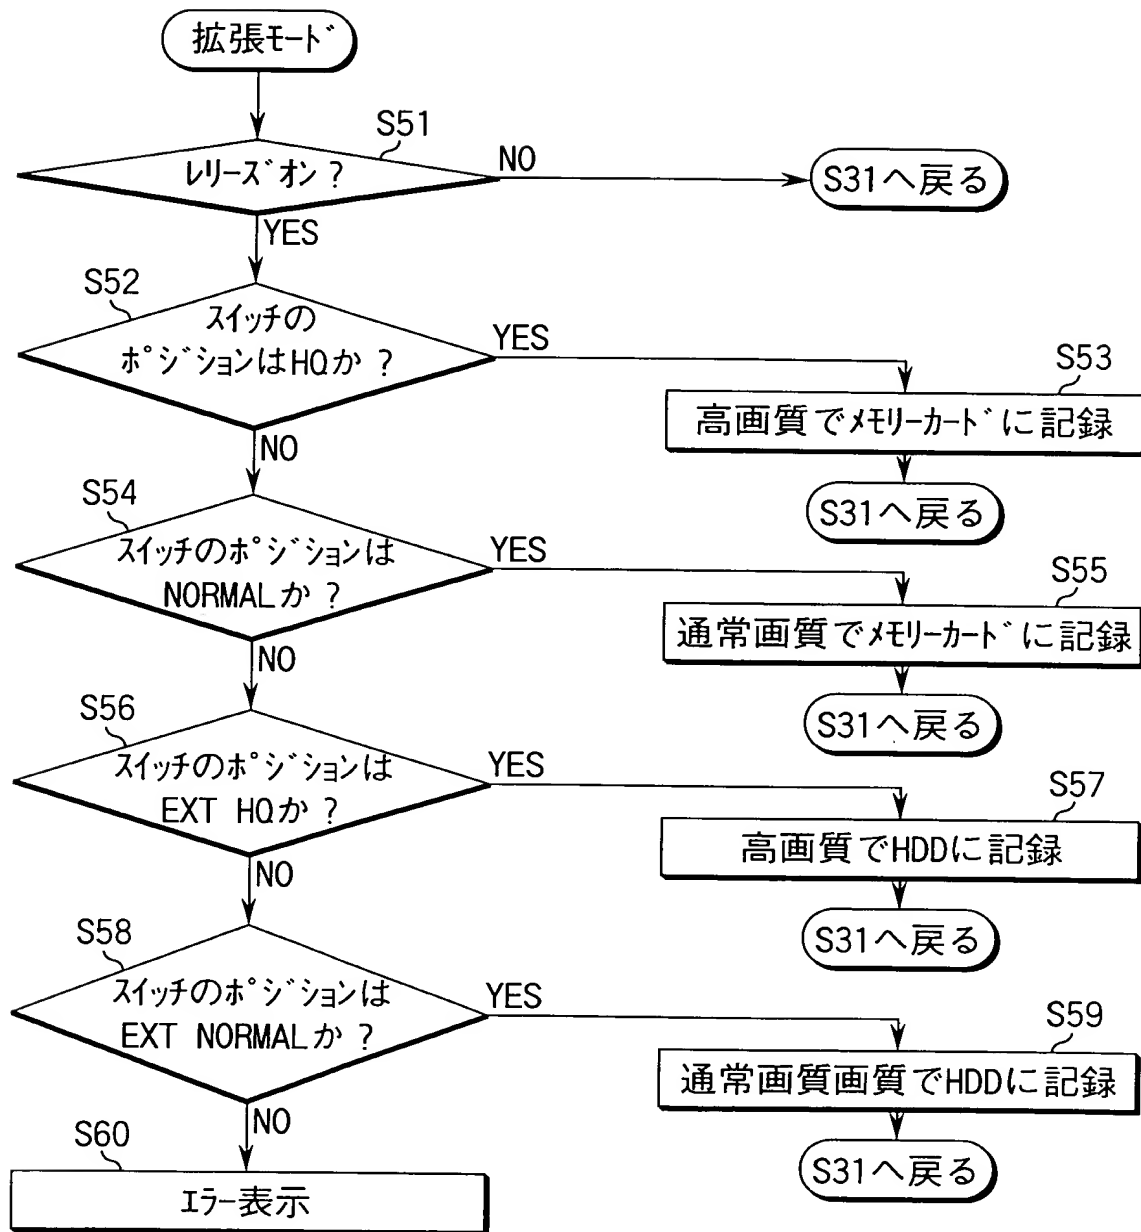 拡張ﾓｰﾄﾞ
S51
ﾚﾘｰｽﾞｵﾝ?
NO
S31へ戻る
YES
S52
ｽｲｯﾁの
ﾎﾟｼﾞｼｮﾝはHQか?
YES
S53
高画質でﾒﾓﾘｰｶｰﾄﾞに記録
NO
S31へ戻る
S54
ｽｲｯﾁのﾎﾟｼﾞｼｮﾝは
NORMALか?
YES
S55
通常画質でﾒﾓﾘｰｶｰﾄﾞに記録
NO
S31へ戻る
S56
ｽｲｯﾁのﾎﾟｼﾞｼｮﾝは
EXT HQか?
YES
S57
高画質でHDDに記録
NO
S31へ戻る
S58
ｽｲｯﾁのﾎﾟｼﾞｼｮﾝは
EXT NORMALか?
YES
S59
通常画質画質でHDDに記録
NO
S31へ戻る
S60
ｴﾗｰ表示